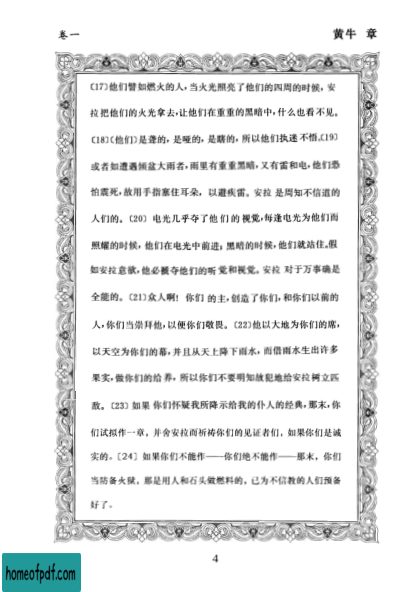 卷一
黄牛 章
(17)他们譬如燃火的人,当火光照亮了他们的四周的时候,安
拉把他们的火光拿去,让他们在重重的黑暗中,什么也看不见。
(18)(他们)是聋的,是哑的,是瞎的,所以他们执迷不悟。(19)
或者如遭遇倾盆大雨者,雨里有重重黑暗,又有雷和电,他们恐
怕震死,故用手指塞住耳朵,以避疾雷。安拉是周知不信道的
人们的。(20) 电光几乎夺了他们的视觉,每逢电光为他们而
照耀的时候,他们在电光中前进;黑暗的时候,他们就站住。假
如安拉意欲,他必褫夺他们的听觉和视觉。安拉对于万事确是
全能的。(21)众人啊!你们的主,创造了你们,和你们以前的
人,你们当崇拜他,以便你们敬畏。(22)他以大地为你们的席,
以天空为你们的幕,并且从天上降下雨水,而借雨水生出许多
果实,做你们的给养,所以你们不要明知故犯地给安拉树立匹
敌。(23)如果你们怀疑我所降示给我的仆人的经典,那末,你
们试拟作一章,并舍安拉而祈祷你们的见证者们,如果你们是诚
实的。[24]如果你们不能作——你们绝不能作——那末,你们
当防备火狱,那是用人和石头做燃料的,已为不信教的人们预备
好了。
4
homeofpdf.com